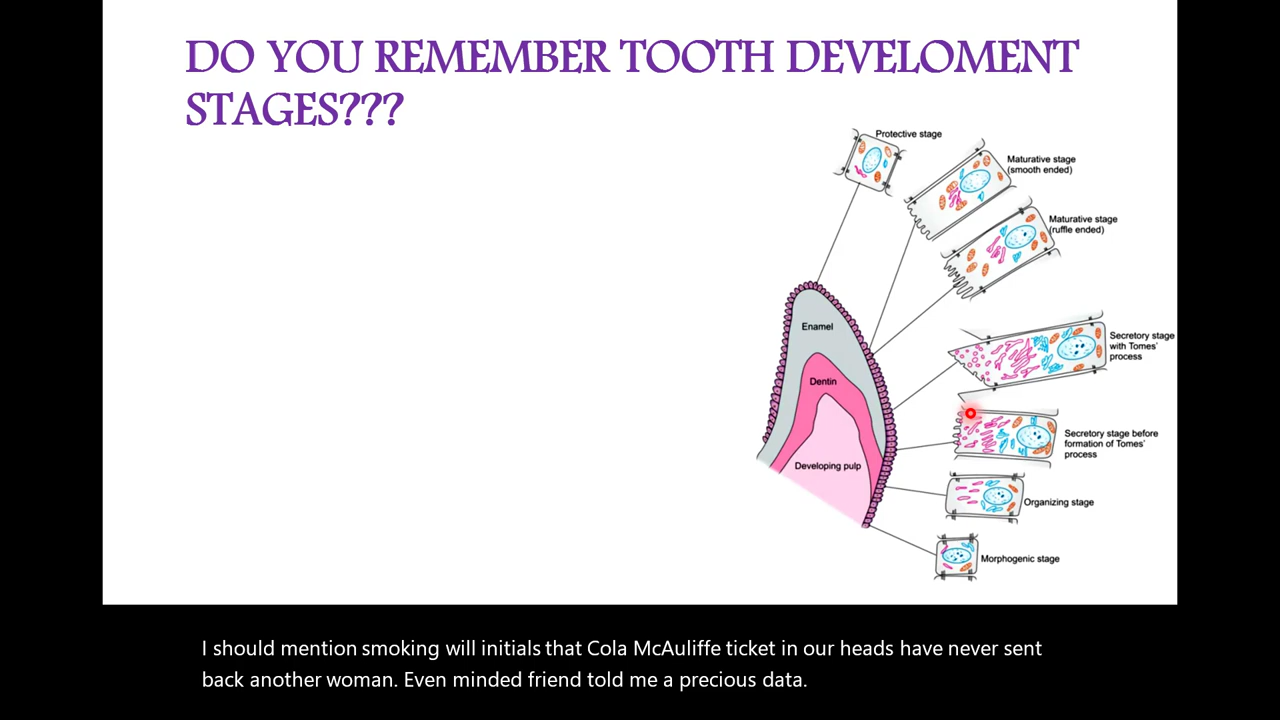 DO YOU REMEMBER TOOTH DEVELOMENT
STAGES???
Protective stage
Maturative stage
(smooth ended)
Maturative stage
(ruffle ended)
Enamel
Secretory stage
with Tomes'
process
Dentin
Secretory stage before
formation of Tomes'
process
Developing pulp
Organizing stage
Morphogenic stage
I should mention smoking will initials that Cola McAuliffe ticket in our heads have never sent
back another woman. Even minded friend told me a precious data.